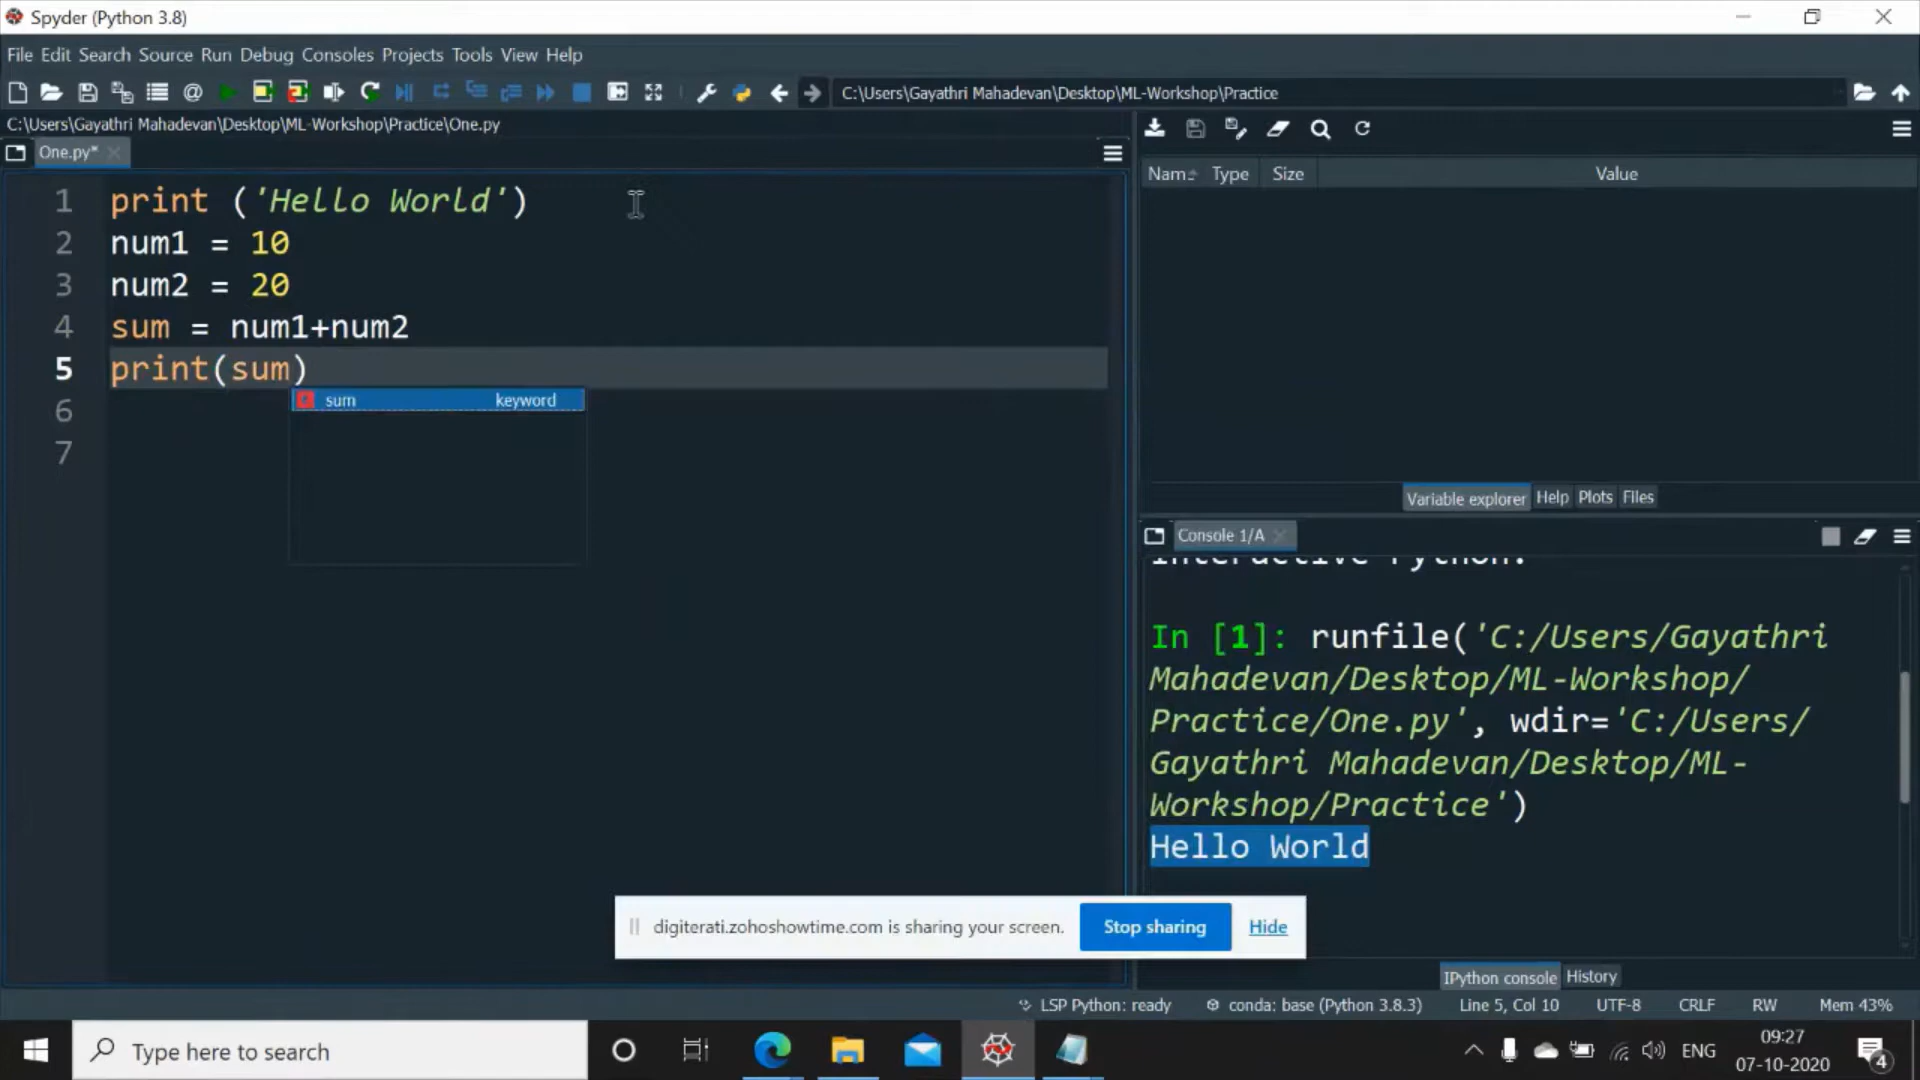 Spyder (Python 3.8)
File Edit Search Source Run Debug Consoles Projects Tools View Help
C:\Users\Gayathri Mahadevan\Desktop\ML-Workshop\Practice
C:\Users\Gayathri Mahadevan\Desktop\ML-Workshop\Practice\One.py
One.py*
Nam Type Size Value
1 print ('Hello World')
2 num1 = 10
3 num2 = 20
4 sum = num1+num2
5 print(sum)
sum keyword
6
7
Variable explorer Help Plots Files
Console 1/A
Interactive Python.
In [1]: runfile('C:/Users/Gayathri
Mahadevan/Desktop/ML-Workshop/
Practice/One.py', wdir='C:/Users/
Gayathri Mahadevan/Desktop/ML-
Workshop/Practice')
Hello World
digiterati.zohoshowtime.com is sharing your screen. Stop sharing Hide
IPython console History
LSP Python: ready conda: base (Python 3.8.3) Line 5, Col 10 UTF-8 CRLF RW Mem 43%
Type here to search
ENG
09:27
07-10-2020
4